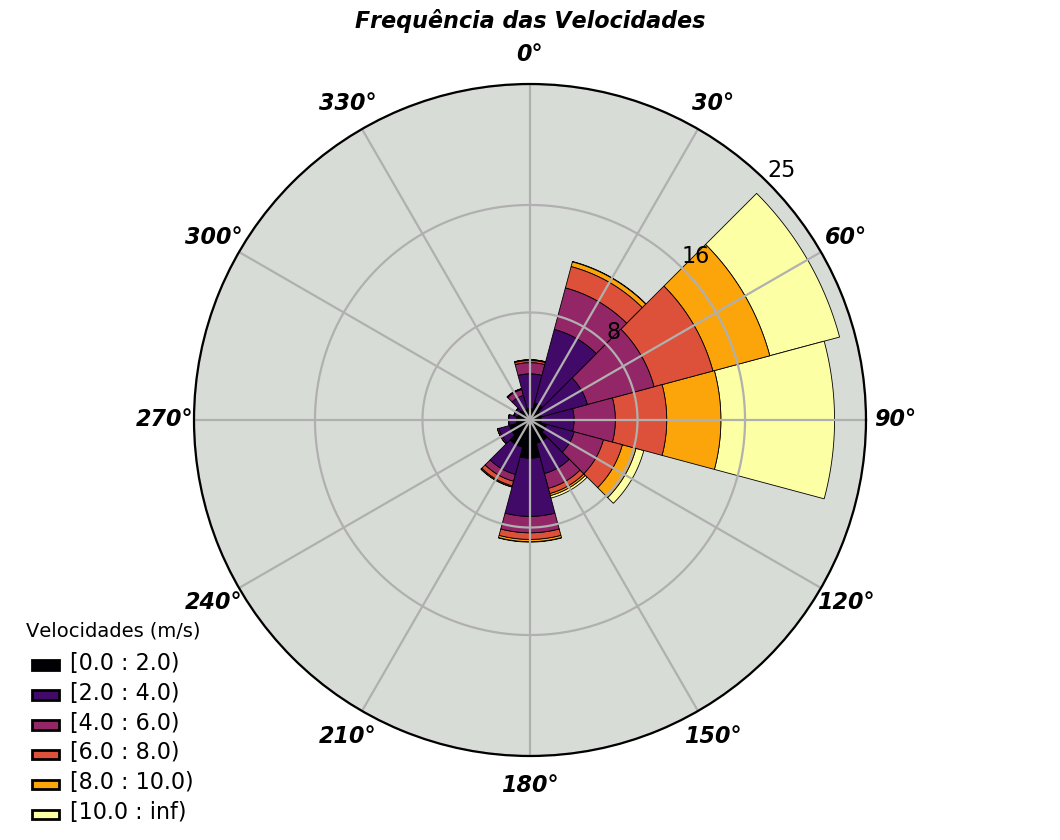 Frequência das Velocidades
0°
330°
30°
25
300°
60°
16
8
270°
90°
240°
120°
210°
150°
180°
Velocidades (m/s)
[0.0 : 2.0)
[2.0 : 4.0)
[4.0 : 6.0)
[6.0 : 8.0)
[8.0 : 10.0)
[10.0 : inf)